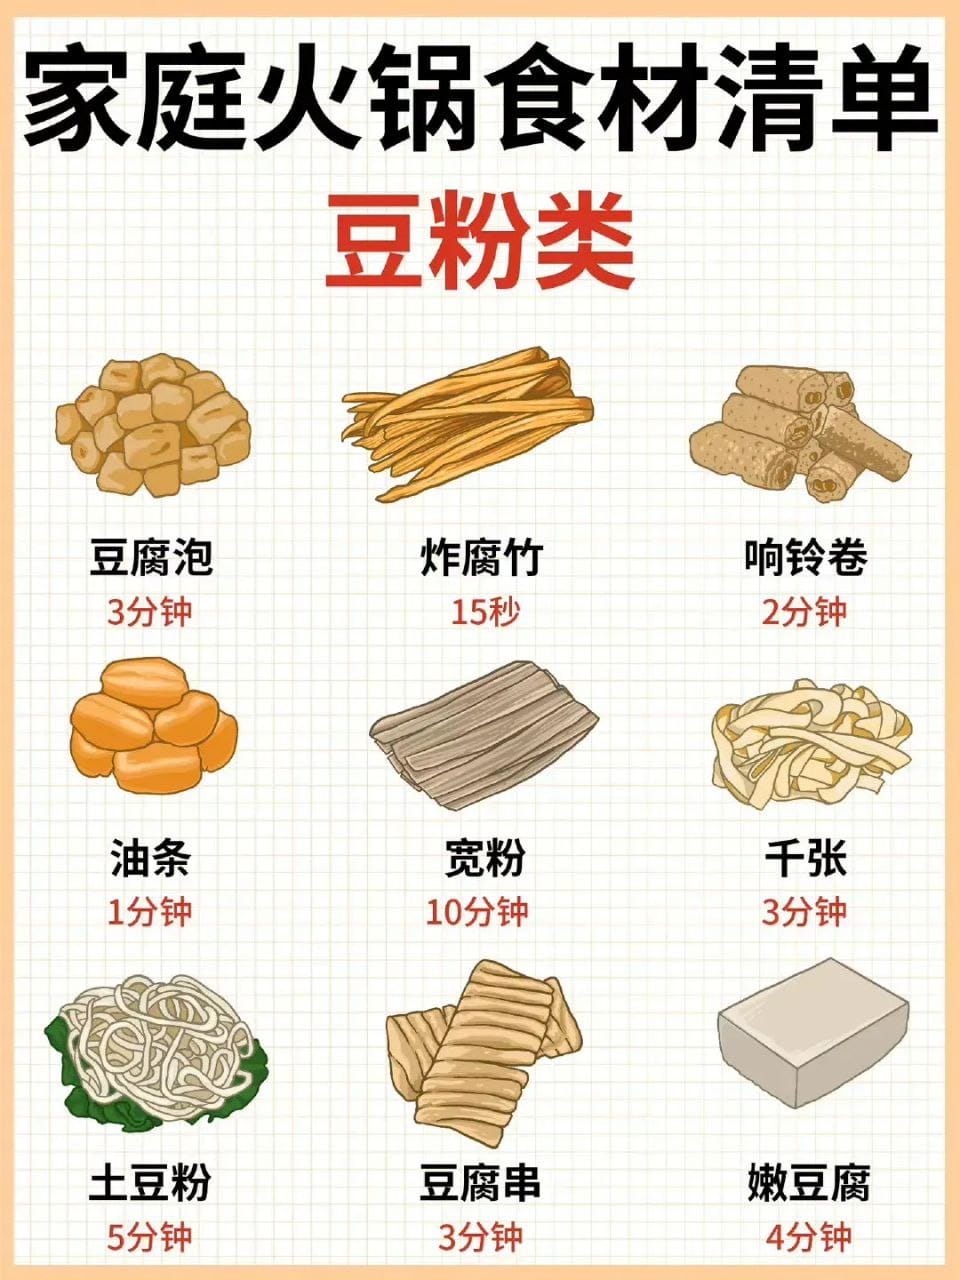 家庭火锅食材清单
豆粉类
豆腐泡
炸腐竹
响铃卷
3分钟
15秒
2分钟
油条
宽粉
千张
1分钟
10分钟
3分钟
土豆粉
豆腐串
嫩豆腐
5分钟
3分钟
4分钟